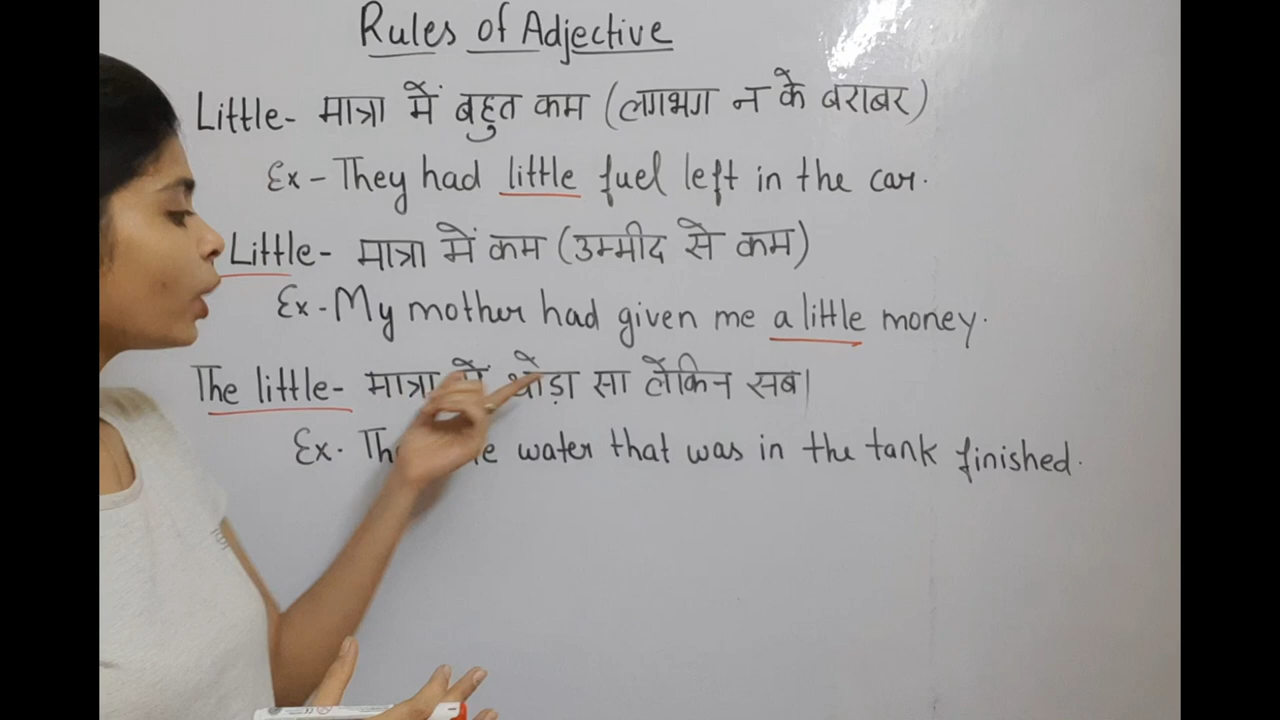 Rules of Adjective
Little- मात्रा में बहुत कम (लगभग न के बराबर)
Ex- They had little fuel left in the car.
Little- मात्रा में कम (उम्मीद से कम)
Ex- My mother had given me a little money.
The little- मात्रा में थोड़ा सा लेकिन सब।
Ex. water that was in the tank finished.